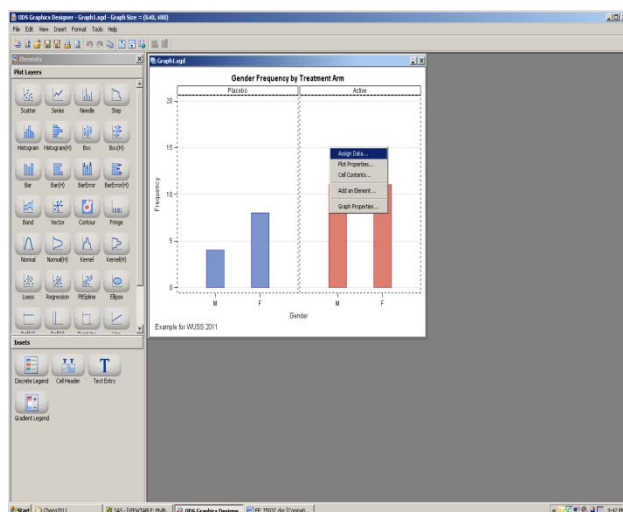 ODS Graphics Designer - Graph1.sgd - Graph Size = (640, 480)
File Edit View Insert Format Tools Help
Elements
Plot Layers
Scatter Series Needle Step
Histogram Histogram(H) Box Box(H)
Bar Bar(H) BarError BarError(H)
Band Vector Contour Fringe
Normal Normal(H) Kernel Kernel(H)
Loess Regression PBSpline Ellipse
Insets
Discrete Legend Cell Header Text Entry
Gradient Legend
Graph1.sgd
Gender Frequency by Treatment Arm
Placebo Active
20
15
10
5
0
Frequency
M F M F
Gender
Example for WUSS 2011
Assign Data...
Plot Properties...
Cell Contents...
Add an Element...
Graph Properties...
Start
ODS Graphics Designe...